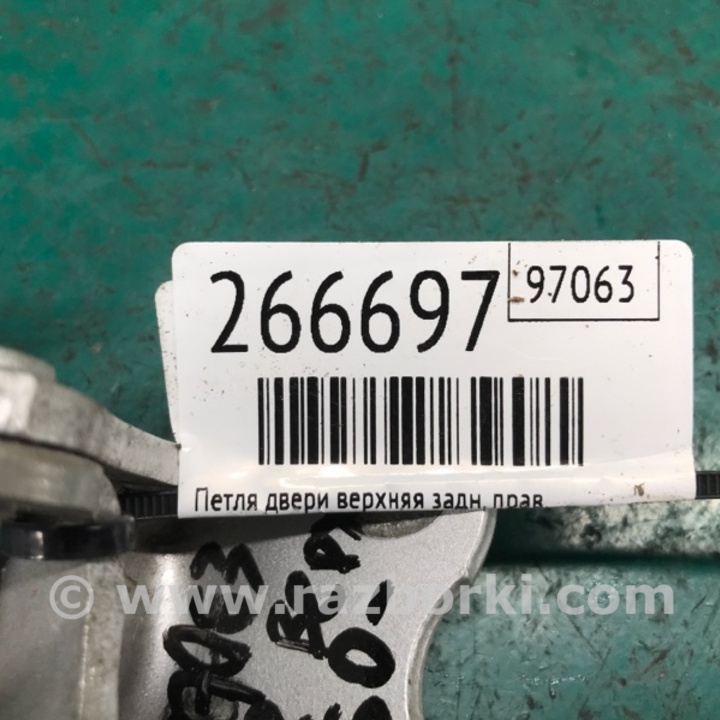 266697
97063
Петля двери верхняя задн. прав
© www.razborki.com